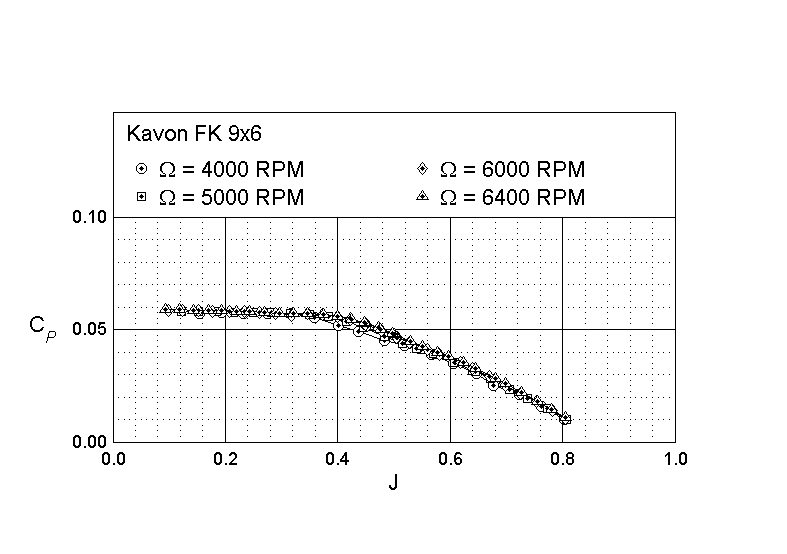 Kavon FK 9x6
Ω = 4000 RPM
Ω = 6000 RPM
Ω = 5000 RPM
Ω = 6400 RPM
0.10
C_P
0.05
0.00
0.0 0.2 0.4 0.6 0.8 1.0
J